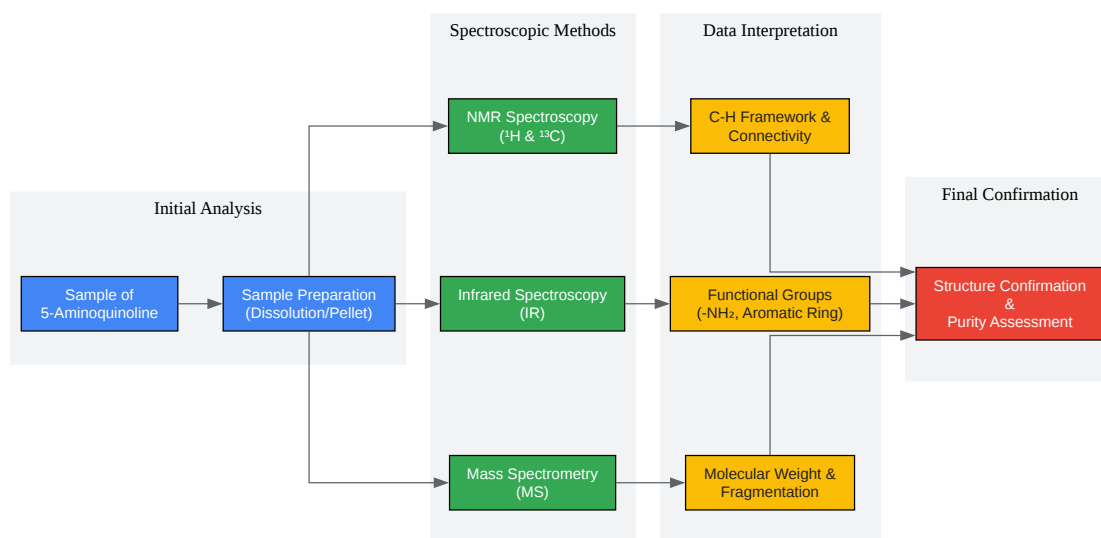 Spectroscopic Methods
Data Interpretation
NMR Spectroscopy
(¹H & ¹³C)
C-H Framework &
Connectivity
Initial Analysis
Final Confirmation
Sample of
5-Aminoquinoline
Sample Preparation
(Dissolution/Pellet)
Infrared Spectroscopy
(IR)
Functional Groups
(-NH₂, Aromatic Ring)
Structure Confirmation
&
Purity Assessment
Mass Spectrometry
(MS)
Molecular Weight &
Fragmentation